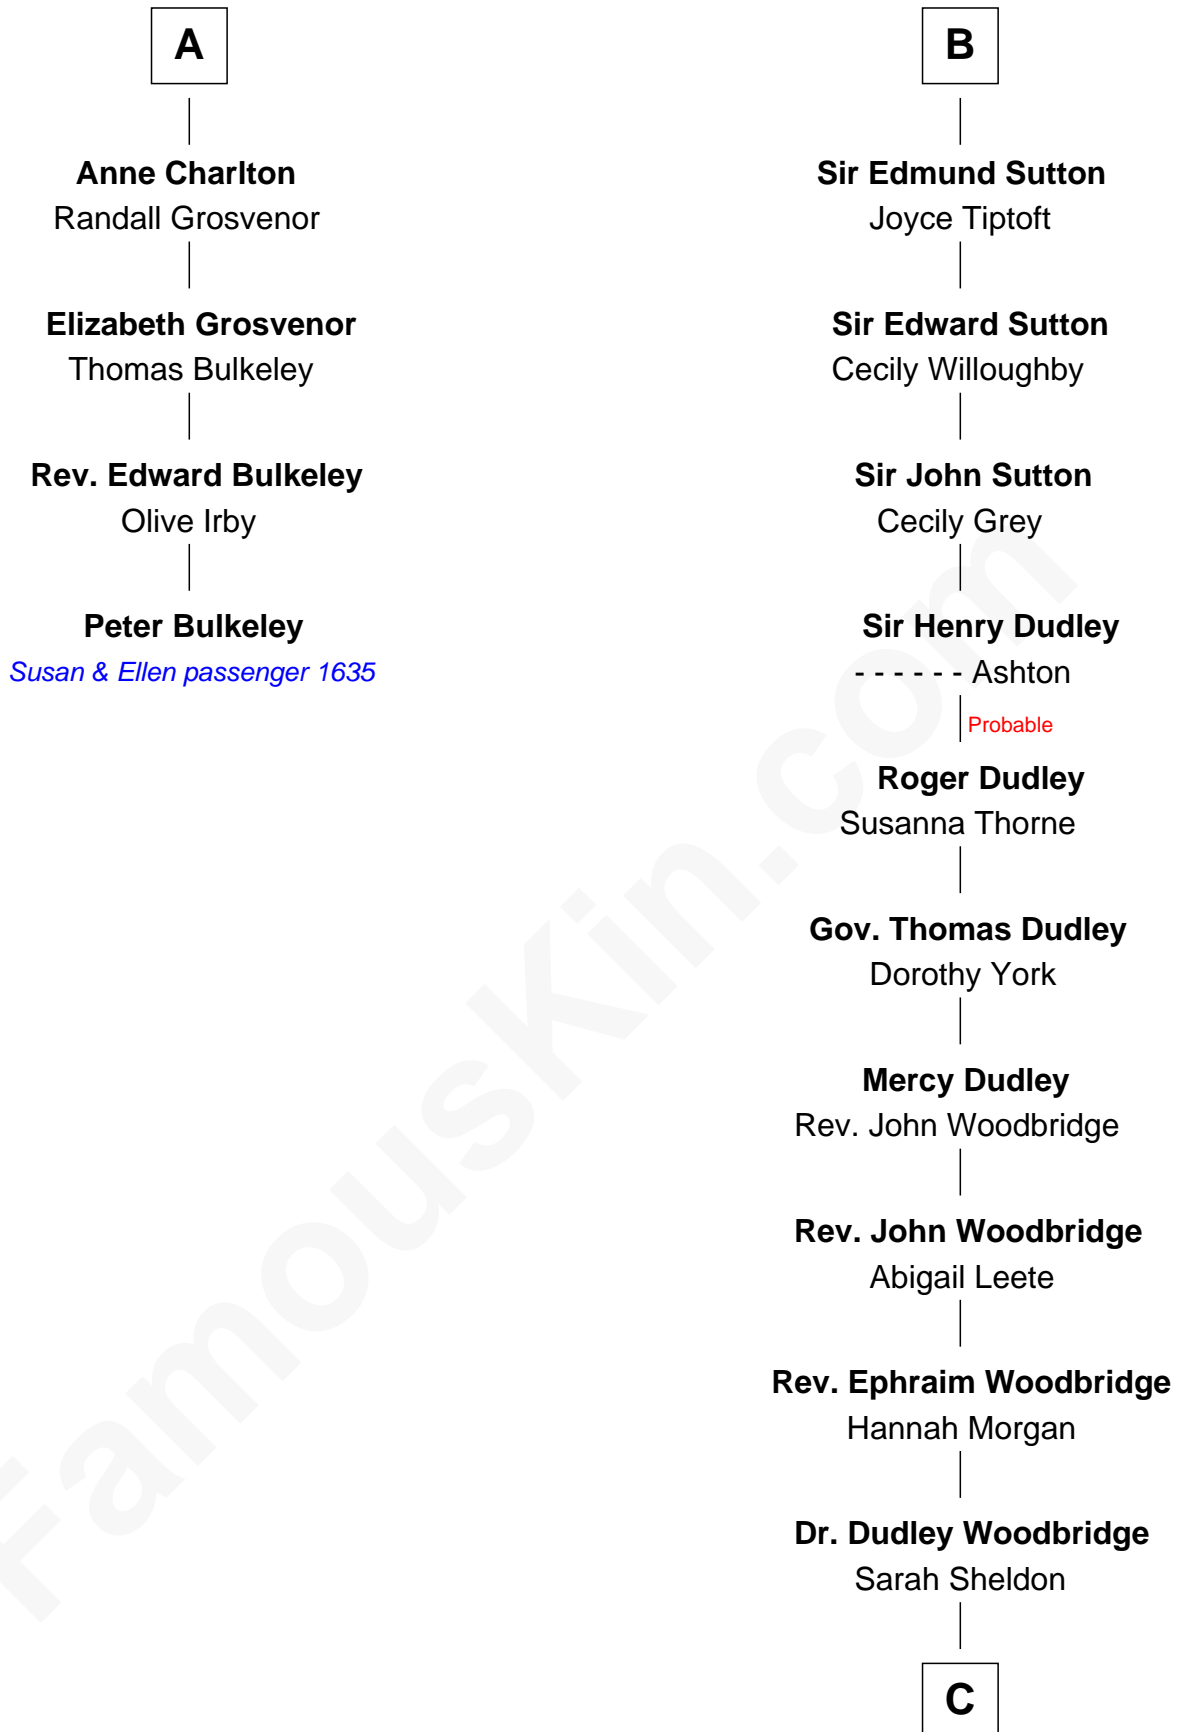 A
Anne Charlton
Randall Grosvenor
Elizabeth Grosvenor
Thomas Bulkeley
Rev. Edward Bulkeley
Olive Irby
Peter Bulkeley
Susan & Ellen passenger 1635
B
Sir Edmund Sutton
Joyce Tiptoft
Sir Edward Sutton
Cecily Willoughby
Sir John Sutton
Cecily Grey
Sir Henry Dudley
- - - - - - Ashton
Probable
Roger Dudley
Susanna Thorne
Gov. Thomas Dudley
Dorothy York
Mercy Dudley
Rev. John Woodbridge
Rev. John Woodbridge
Abigail Leete
Rev. Ephraim Woodbridge
Hannah Morgan
Dr. Dudley Woodbridge
Sarah Sheldon
C
FamousKin.com